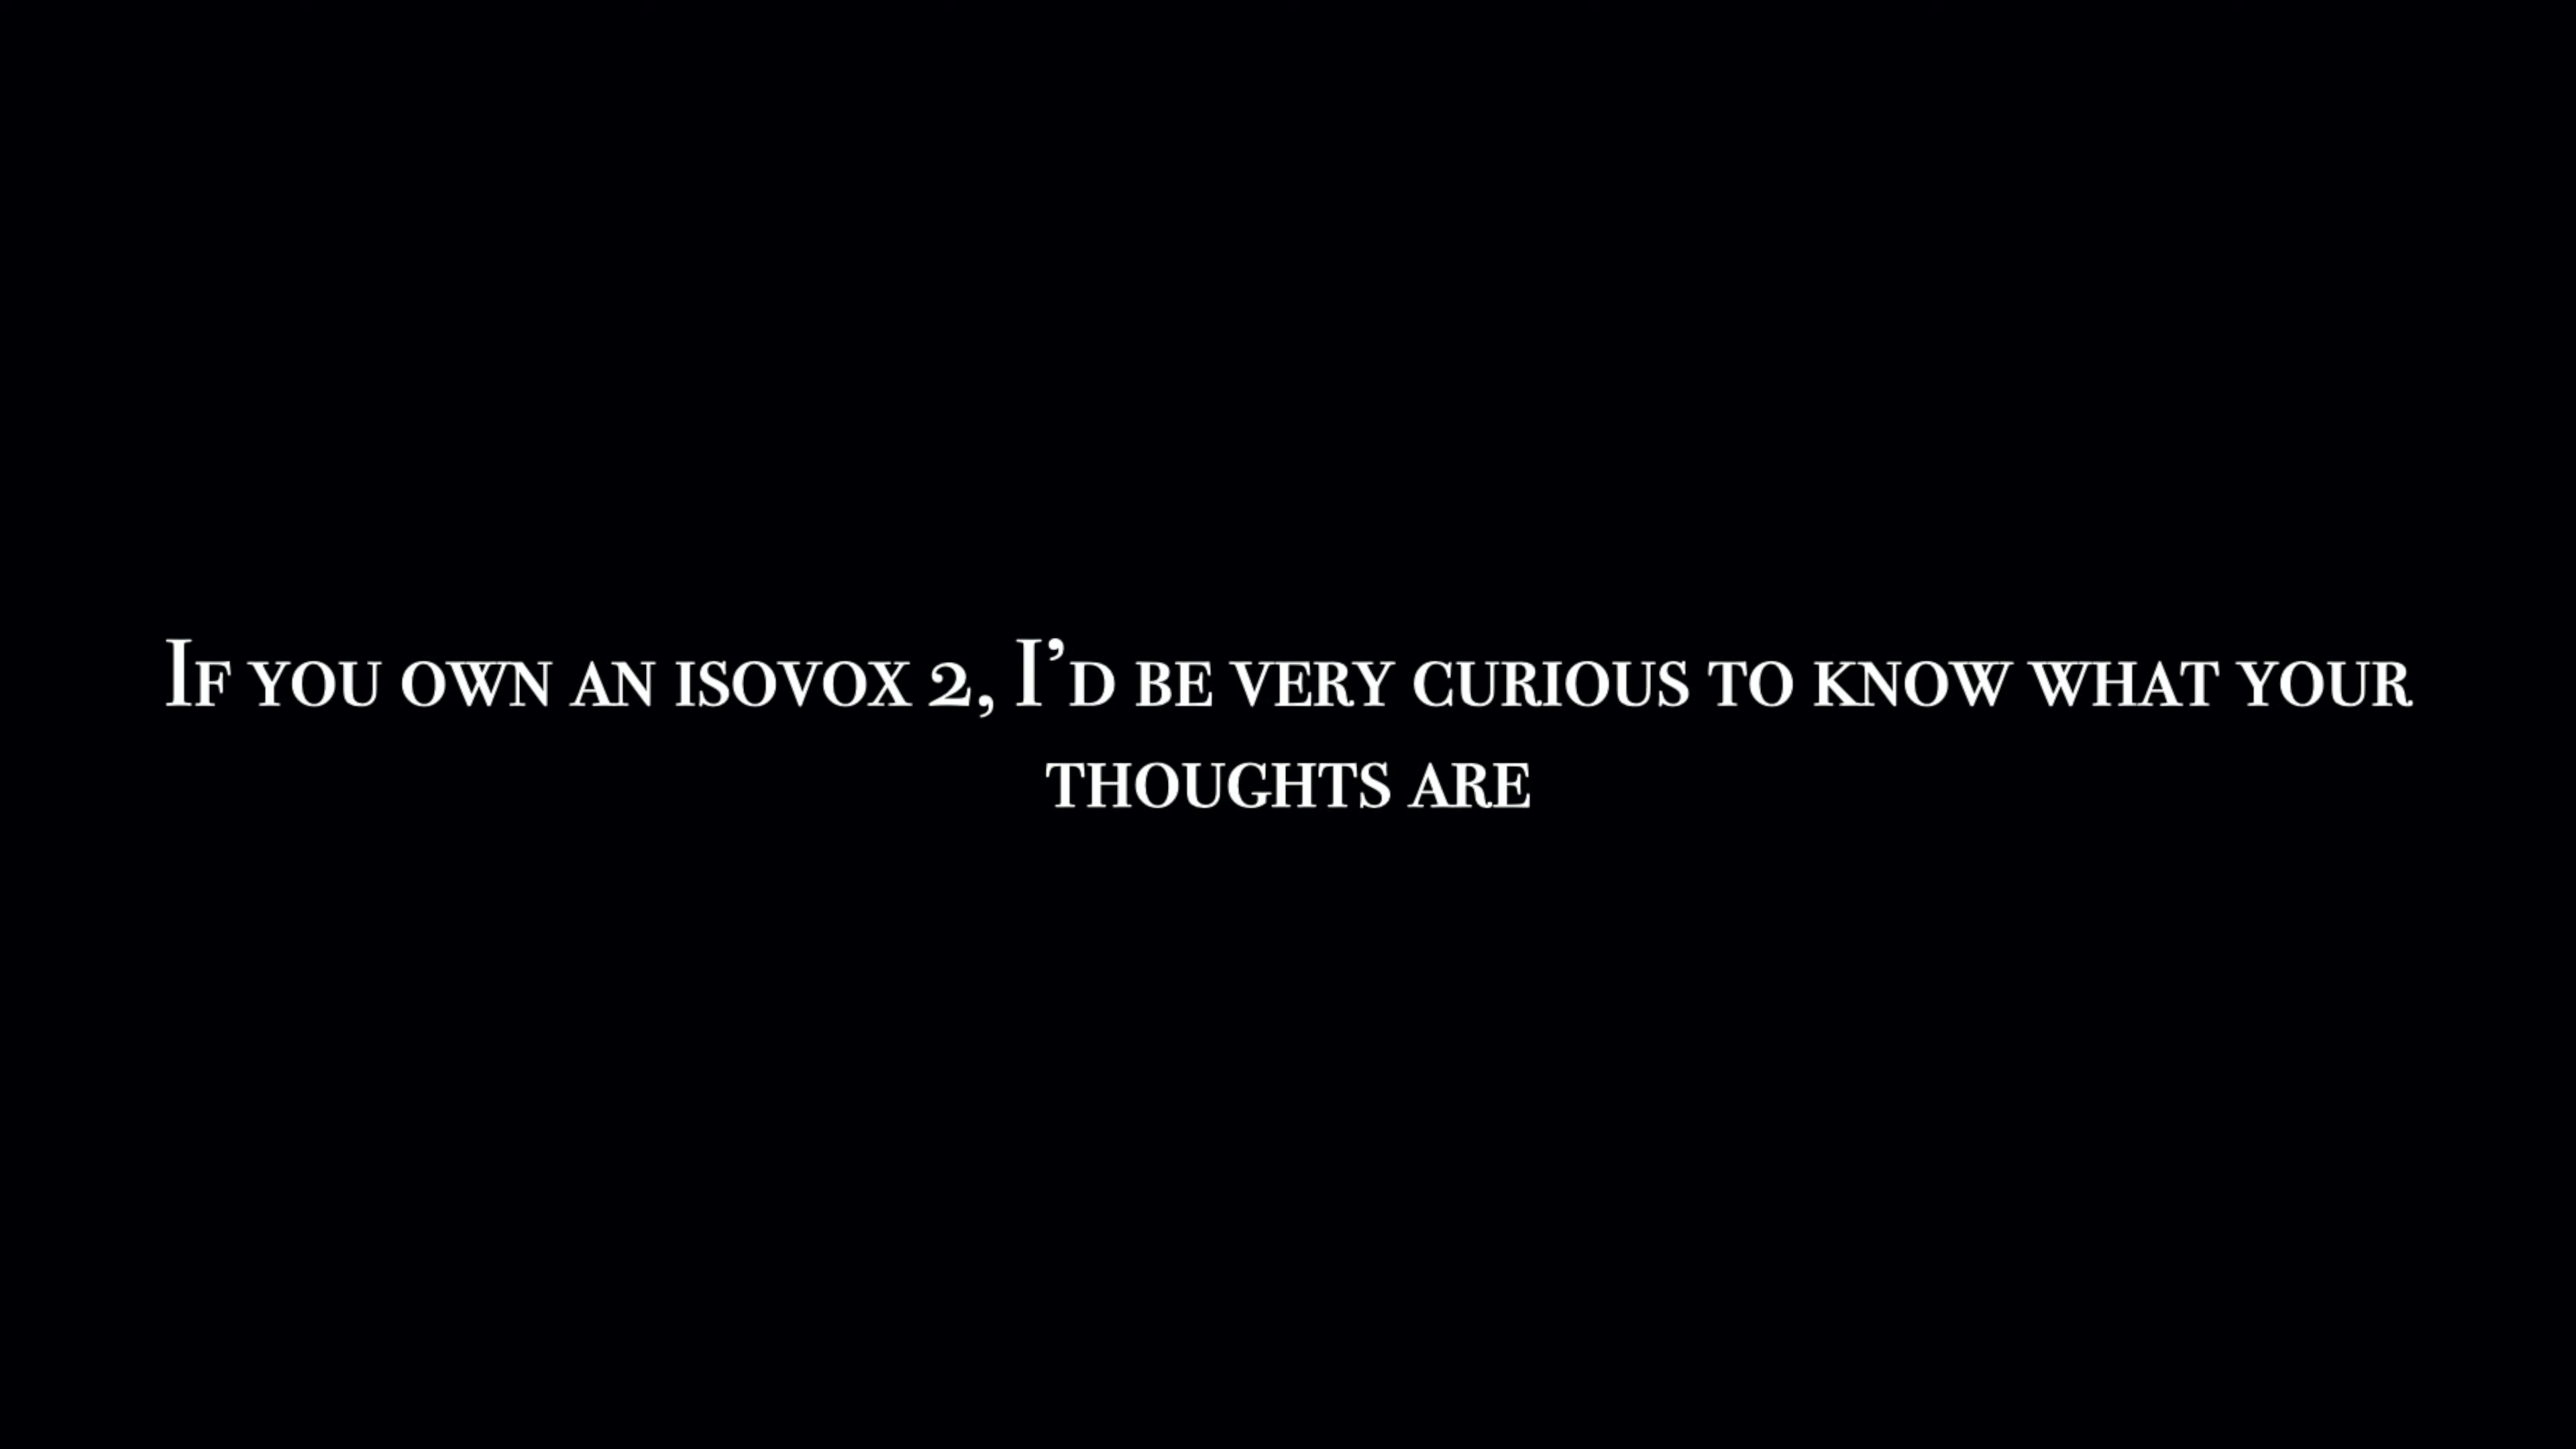 If you own an isovox 2, I’d be very curious to know what your
thoughts are